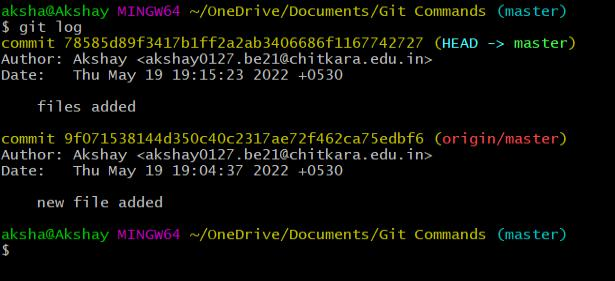 aksha@Akshay MINGW64 ~/OneDrive/Documents/Git Commands (master)
$ git log
commit 78585d89f3417b1ff2a2ab3406686f1167742727 (HEAD -> master)
Author: Akshay <akshay0127.be21@chitkara.edu.in>
Date:   Thu May 19 19:15:23 2022 +0530
    files added
commit 9f071538144d350c40c2317ae72f462ca75edbf6 (origin/master)
Author: Akshay <akshay0127.be21@chitkara.edu.in>
Date:   Thu May 19 19:04:37 2022 +0530
    new file added
aksha@Akshay MINGW64 ~/OneDrive/Documents/Git Commands (master)
$